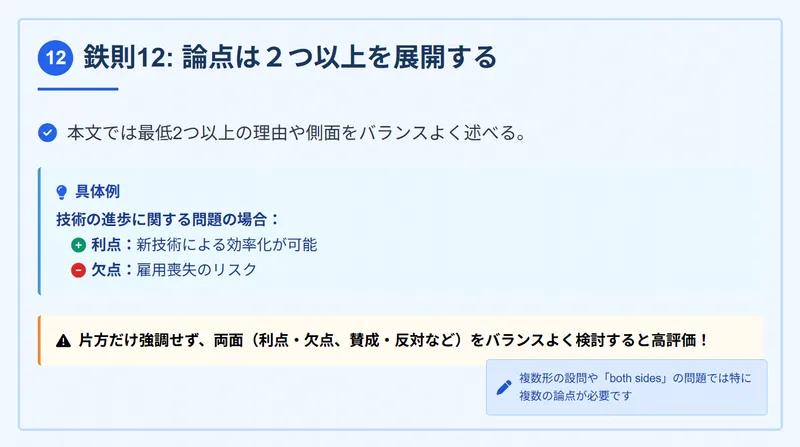 12 鉄則12: 論点は２つ以上を展開する
本文では最低2つ以上の理由や側面をバランスよく述べる。
具体例
技術の進歩に関する問題の場合：
利点：新技術による効率化が可能
欠点：雇用喪失のリスク
片方だけ強調せず、両面（利点・欠点、賛成・反対など）をバランスよく検討すると高評価！
複数形の設問や「both sides」の問題では特に
複数の論点が必要です